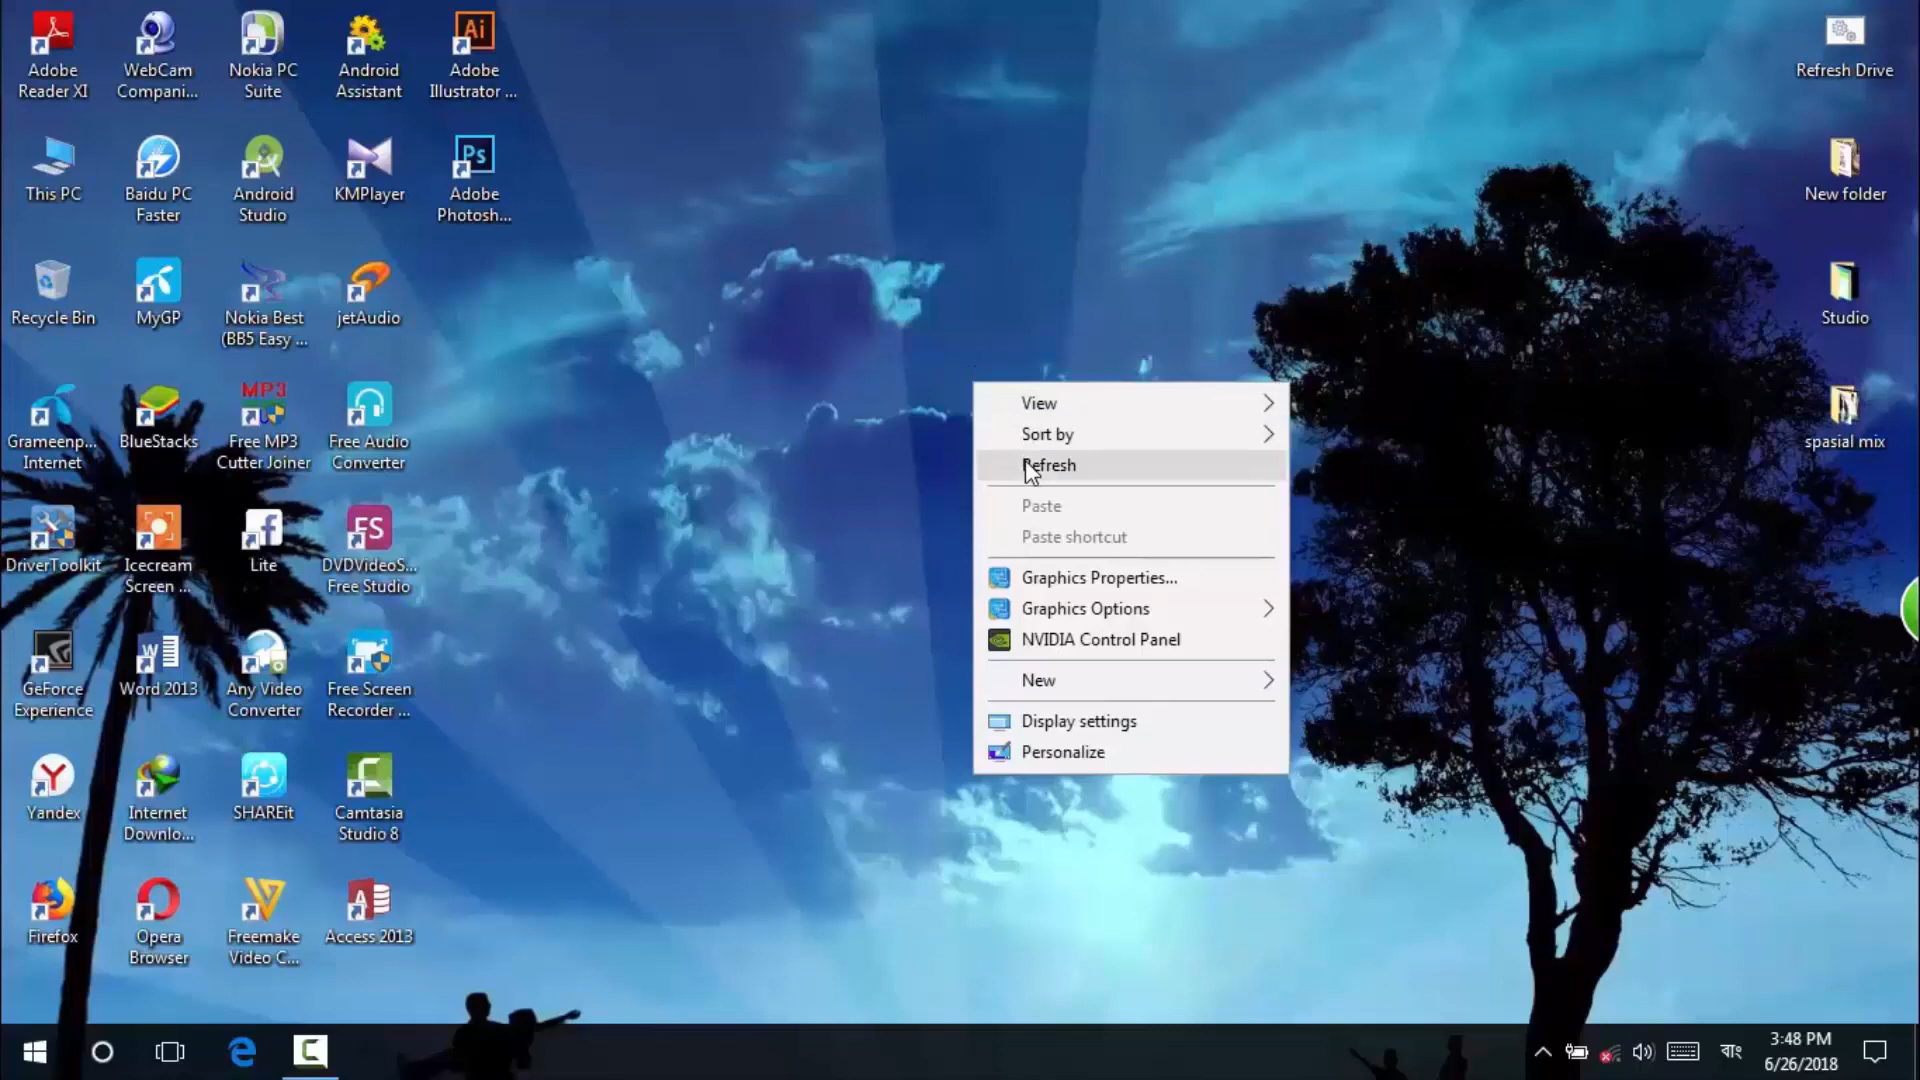 Adobe
Reader XI
WebCam
Compani...
Nokia PC
Suite
Android
Assistant
Ai
Adobe
Illustrator ...
Refresh Drive
This PC
Baidu PC
Faster
Android
Studio
KMPlayer
Ps
Adobe
Photosh...
New folder
Recycle Bin
MyGP
Nokia Best
(BB5 Easy ...
jetAudio
Studio
Grameenp...
Internet
BlueStacks
MP3
Free MP3
Cutter Joiner
Free Audio
Converter
spasial mix
DriverToolkit
Icecream
Screen ...
f
Lite
FS
DVDVideoS...
Free Studio
GeForce
Experience
W
Word 2013
Any Video
Converter
Free Screen
Recorder ...
Y
Yandex
Internet
Downlo...
SHAREit
C
Camtasia
Studio 8
Firefox
Opera
Browser
Freemake
Video C...
A
Access 2013
View
Sort by
Refresh
Paste
Paste shortcut
Graphics Properties...
Graphics Options
NVIDIA Control Panel
New
Display settings
Personalize
e
C
বাং
3:48 PM
6/26/2018